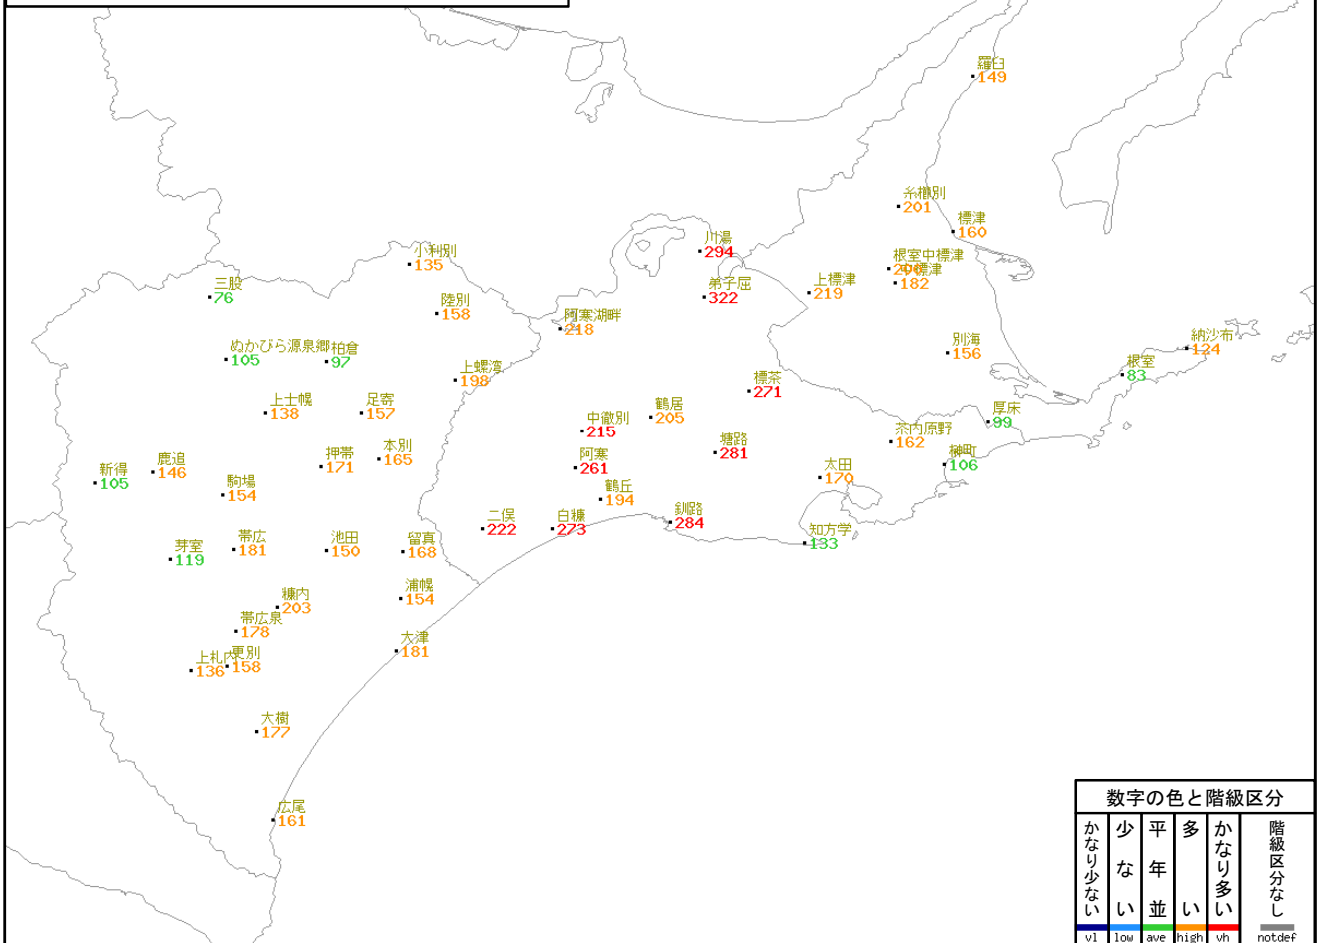 羅臼
149
糸櫛別
201
標津
160
川湯
294
小利別
135
根室中標津
中標津
182
上標津
219
三股
76
弟子屈
322
陸別
158
阿寒湖畔
218
ぬかびら源泉郷
105
柏倉
97
別海
156
納沙布
124
根室
83
上螺湾
198
標茶
271
上士幌
138
足寄
157
鶴居
205
中徹別
215
厚床
99
茶内原野
162
塘路
281
榊町
106
本別
165
押帯
171
鹿追
146
新得
105
阿寒
261
太田
170
駒場
154
鶴丘
194
二俣
222
白糠
273
釧路
284
知方学
133
帯広
181
池田
150
留真
168
芽室
119
浦幌
154
糠内
203
帯広泉
178
大津
181
上札内
136
更別
158
大樹
177
広尾
161
数字の色と階級区分
かなり少ない
少ない
平年並
多い
かなり多い
階級区分なし
vl
low
ave
high
vh
notdef